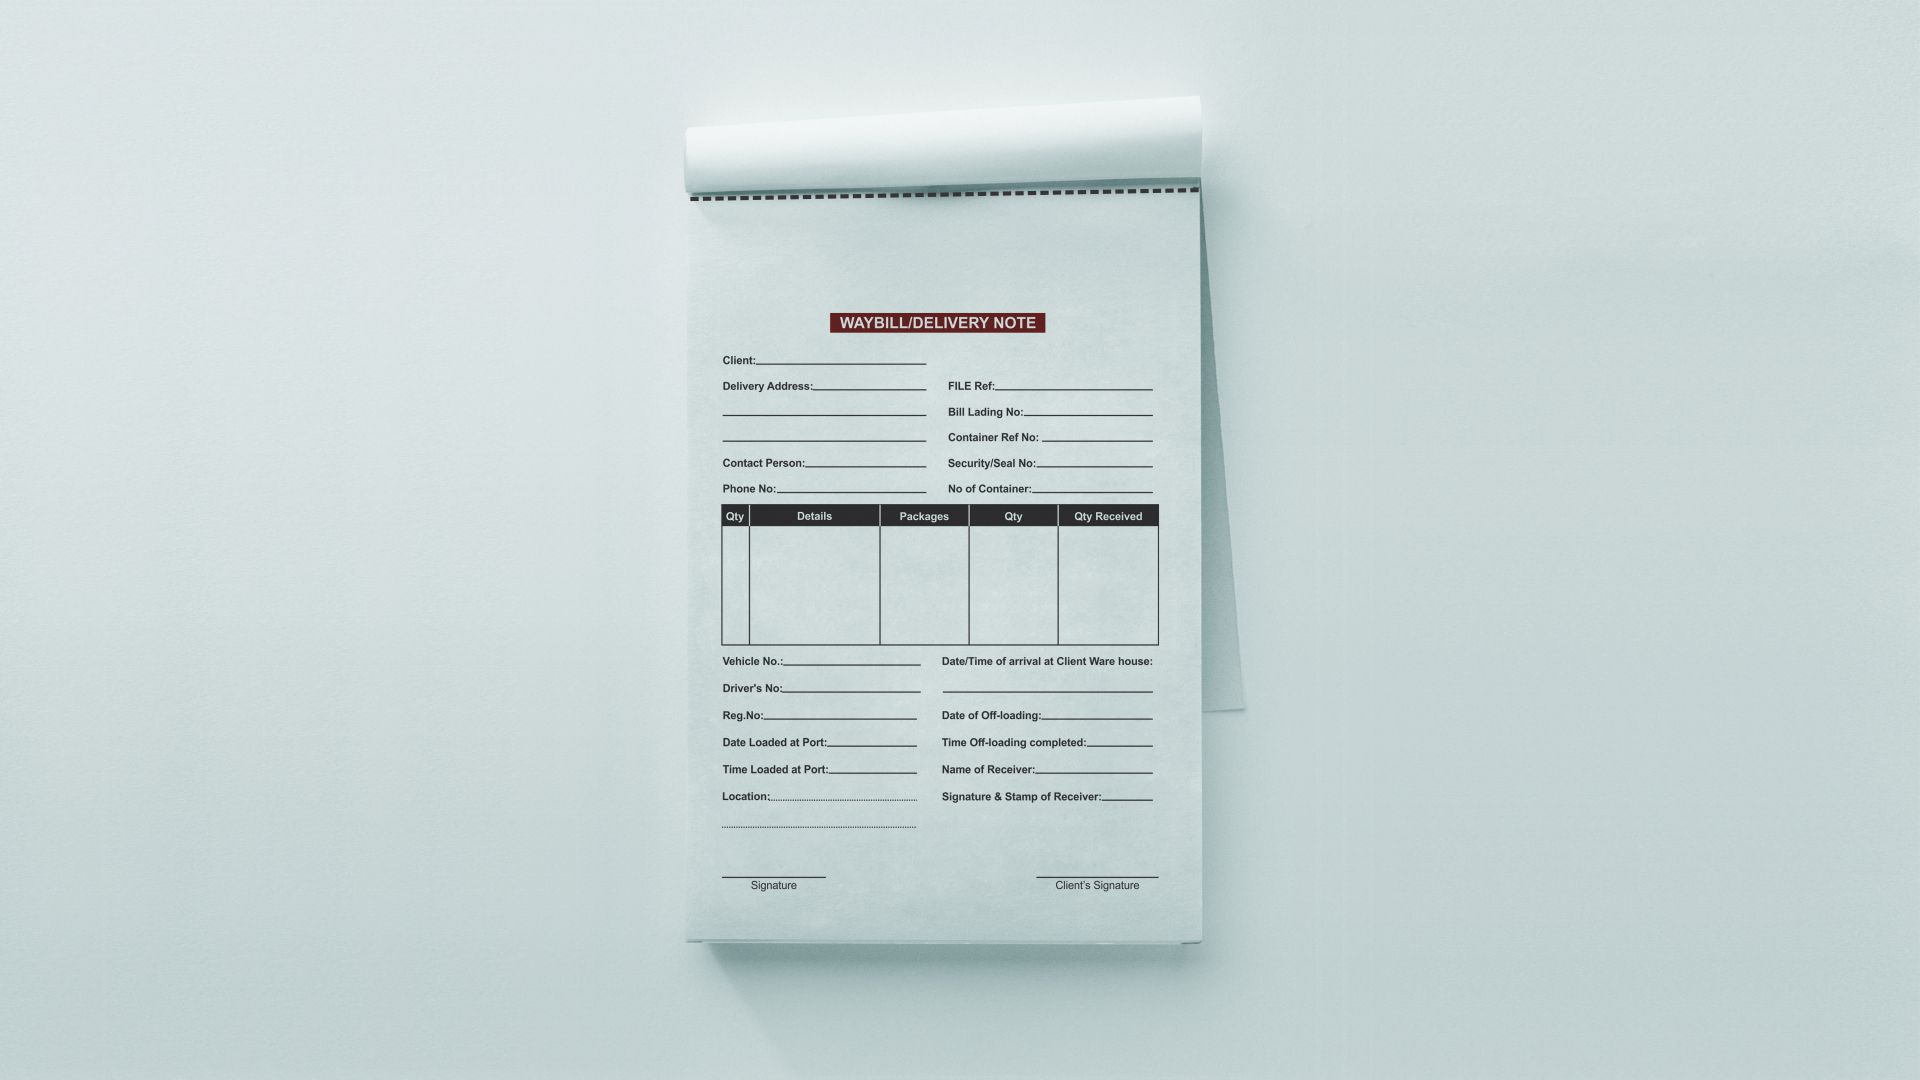 WAYBILL/DELIVERY NOTE
Client:
Delivery Address:
FILE Ref:
Bill Lading No:
Container Ref No:
Contact Person:
Security/Seal No:
Phone No:
No of Container:
Qty Details Packages Qty Qty Received
Vehicle No.:
Date/Time of arrival at Client Ware house:
Driver's No:
Reg.No:
Date of Off-loading:
Date Loaded at Port:
Time Off-loading completed:
Time Loaded at Port:
Name of Receiver:
Location:
Signature & Stamp of Receiver:
Signature
Client's Signature